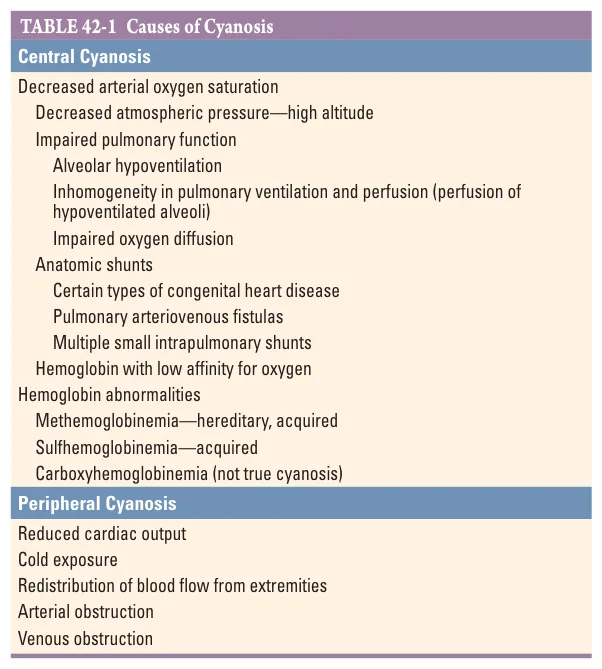 TABLE 42-1 Causes of Cyanosis
Central Cyanosis
Decreased arterial oxygen saturation
Decreased atmospheric pressure—high altitude
Impaired pulmonary function
Alveolar hypoventilation
Inhomogeneity in pulmonary ventilation and perfusion (perfusion of
hypoventilated alveoli)
Impaired oxygen diffusion
Anatomic shunts
Certain types of congenital heart disease
Pulmonary arteriovenous fistulas
Multiple small intrapulmonary shunts
Hemoglobin with low affinity for oxygen
Hemoglobin abnormalities
Methemoglobinemia—hereditary, acquired
Sulfhemoglobinemia—acquired
Carboxyhemoglobinemia (not true cyanosis)
Peripheral Cyanosis
Reduced cardiac output
Cold exposure
Redistribution of blood flow from extremities
Arterial obstruction
Venous obstruction